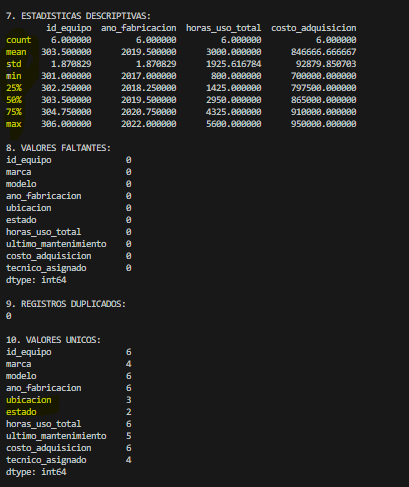 7. ESTADISTICAS DESCRIPTIVAS:
id_equipo ano_fabricacion horas_uso_total costo_adquisicion
count 6.000000 6.000000 6.000000 6.000000
mean 303.500000 2019.500000 3000.000000 846666.666667
std 1.870829 1.870829 1925.616784 92879.850703
min 301.000000 2017.000000 800.000000 700000.000000
25% 302.250000 2018.250000 1425.000000 797500.000000
50% 303.500000 2019.500000 2950.000000 865000.000000
75% 304.750000 2020.750000 4325.000000 910000.000000
max 306.000000 2022.000000 5600.000000 950000.000000
8. VALORES FALTANTES:
id_equipo 0
marca 0
modelo 0
ano_fabricacion 0
ubicacion 0
estado 0
horas_uso_total 0
ultimo_mantenimiento 0
costo_adquisicion 0
tecnico_asignado 0
dtype: int64
9. REGISTROS DUPLICADOS:
0
10. VALORES UNICOS:
id_equipo 6
marca 4
modelo 6
ano_fabricacion 6
ubicacion 3
estado 2
horas_uso_total 6
ultimo_mantenimiento 5
costo_adquisicion 6
tecnico_asignado 4
dtype: int64